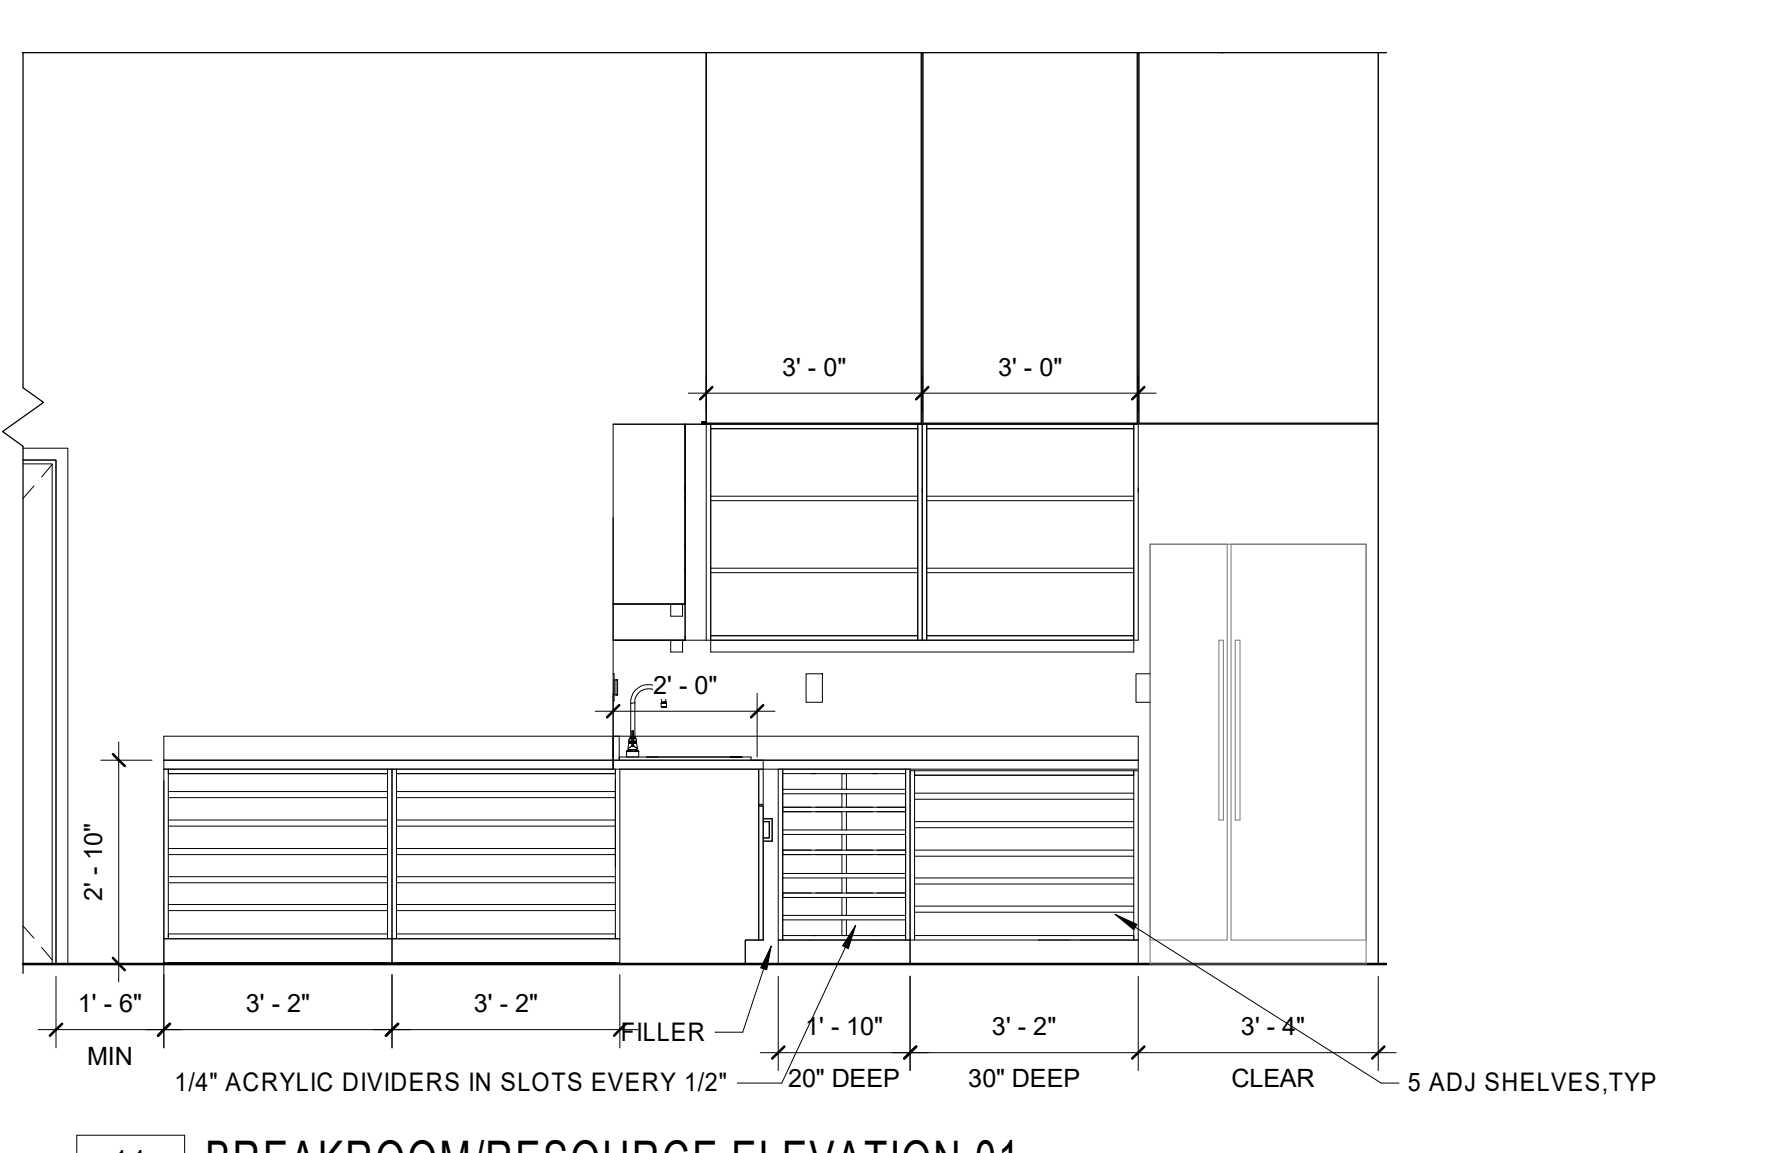 3' - 0" 3' - 0"
2' - 0"
2' - 10"
1' - 6" 3' - 2" 3' - 2"
MIN
FILLER
1' - 10" 3' - 2" 3' - 4"
1/4" ACRYLIC DIVIDERS IN SLOTS EVERY 1/2"
20" DEEP 30" DEEP CLEAR
5 ADJ SHELVES,TYP
BREAKROOM/RESOURCE ELEVATION 01